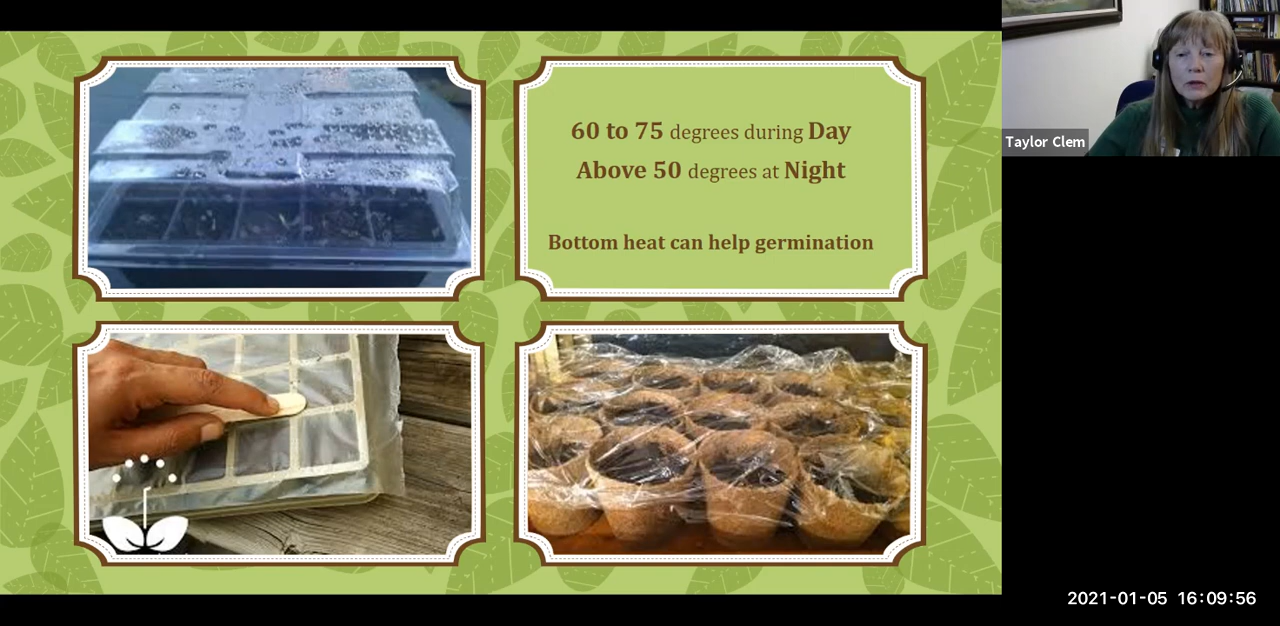 60 to 75 degrees during Day
Above 50 degrees at Night
Bottom heat can help germination
Taylor Clem
2021-01-05 16:09:56